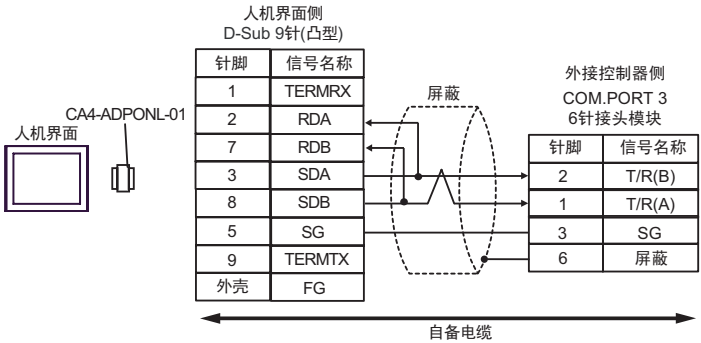 人机界面侧
D-Sub 9针(凸型)
针脚 信号名称
1 TERMRX
2 RDA
7 RDB
3 SDA
8 SDB
5 SG
9 TERMTX
外壳 FG
CA4-ADPONL-01
人机界面
屏蔽
外接控制器侧
COM.PORT 3
6针接头模块
针脚 信号名称
2 T/R(B)
1 T/R(A)
3 SG
6 屏蔽
自备电缆